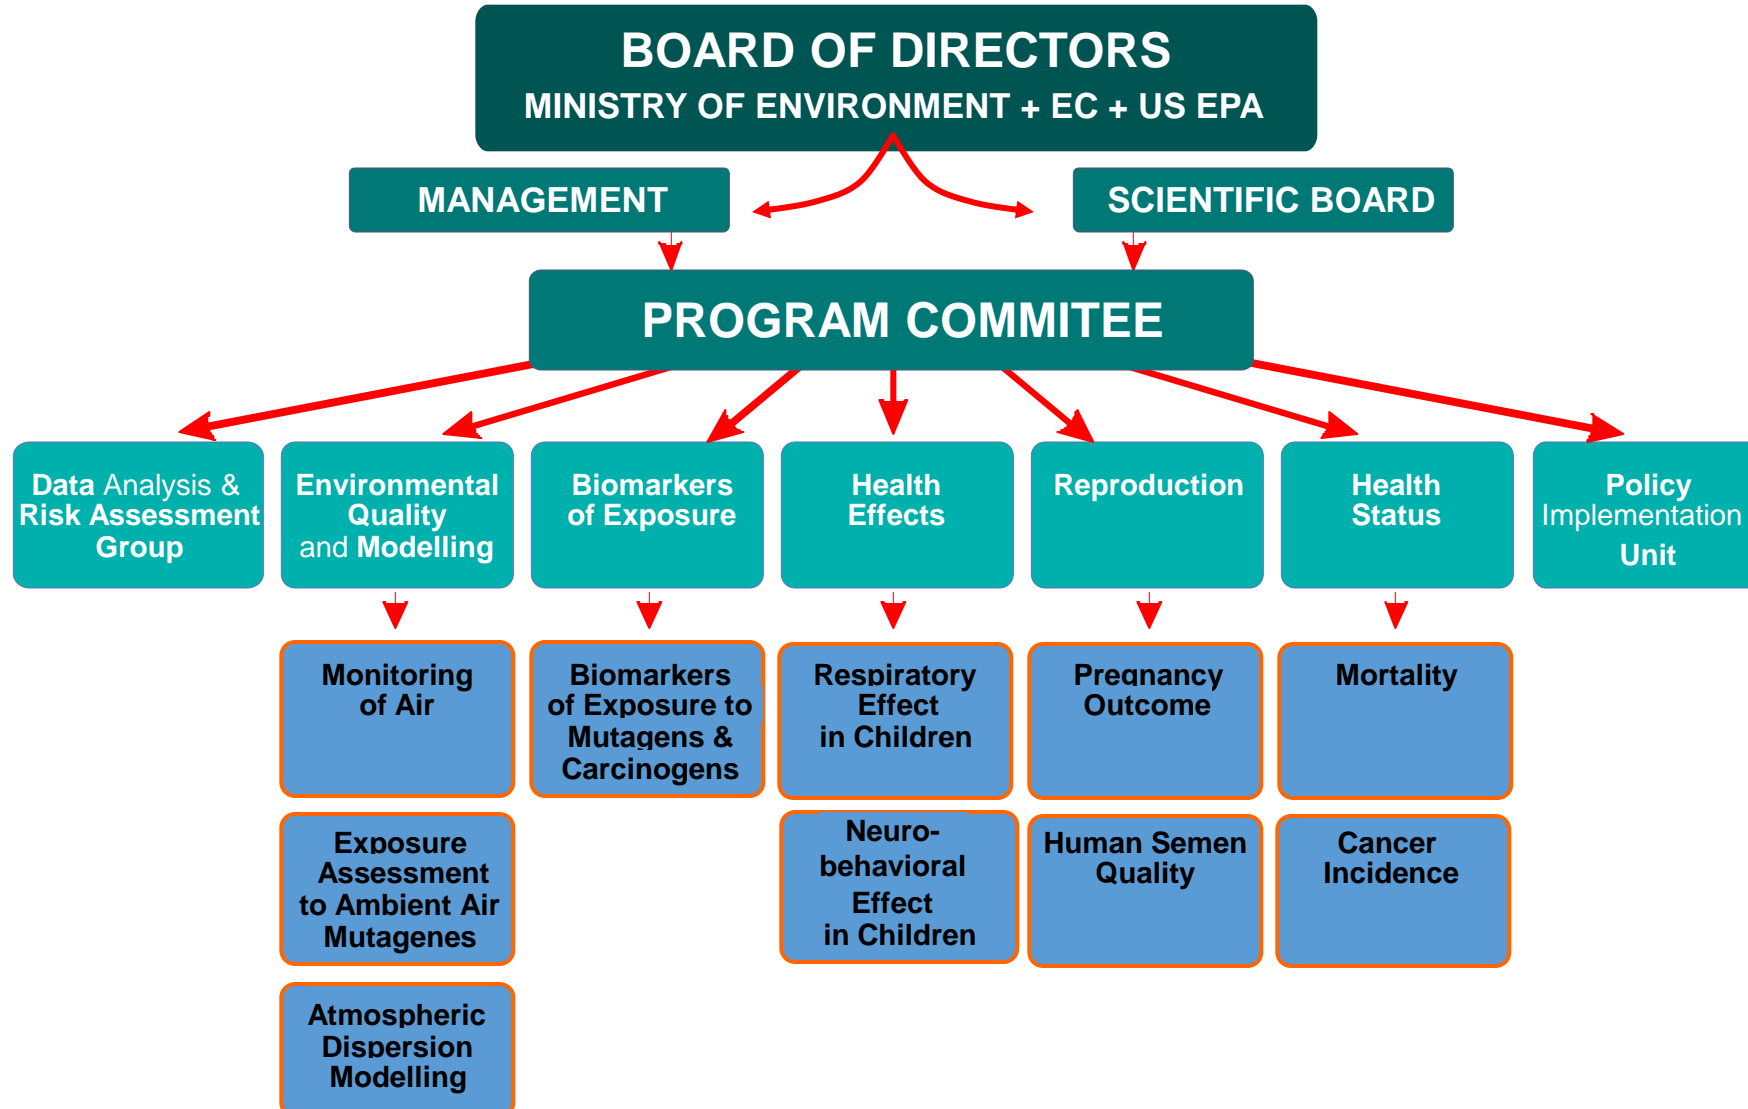 BOARD OF DIRECTORS
MINISTRY OF ENVIRONMENT + EC + US EPA
MANAGEMENT
SCIENTIFIC BOARD
PROGRAM COMMITEE
Data Analysis &
Risk Assessment
Group
Environmental
Quality
and Modelling
Biomarkers
of Exposure
Health
Effects
Reproduction
Health
Status
Policy
Implementation
Unit
Monitoring
of Air
Biomarkers
of Exposure to
Mutagens &
Carcinogens
Respiratory
Effect
in Children
Pregnancy
Outcome
Mortality
Exposure
Assessment
to Ambient Air
Mutagenes
Neuro-
behavioral
Effect
in Children
Human Semen
Quality
Cancer
Incidence
Atmospheric
Dispersion
Modelling